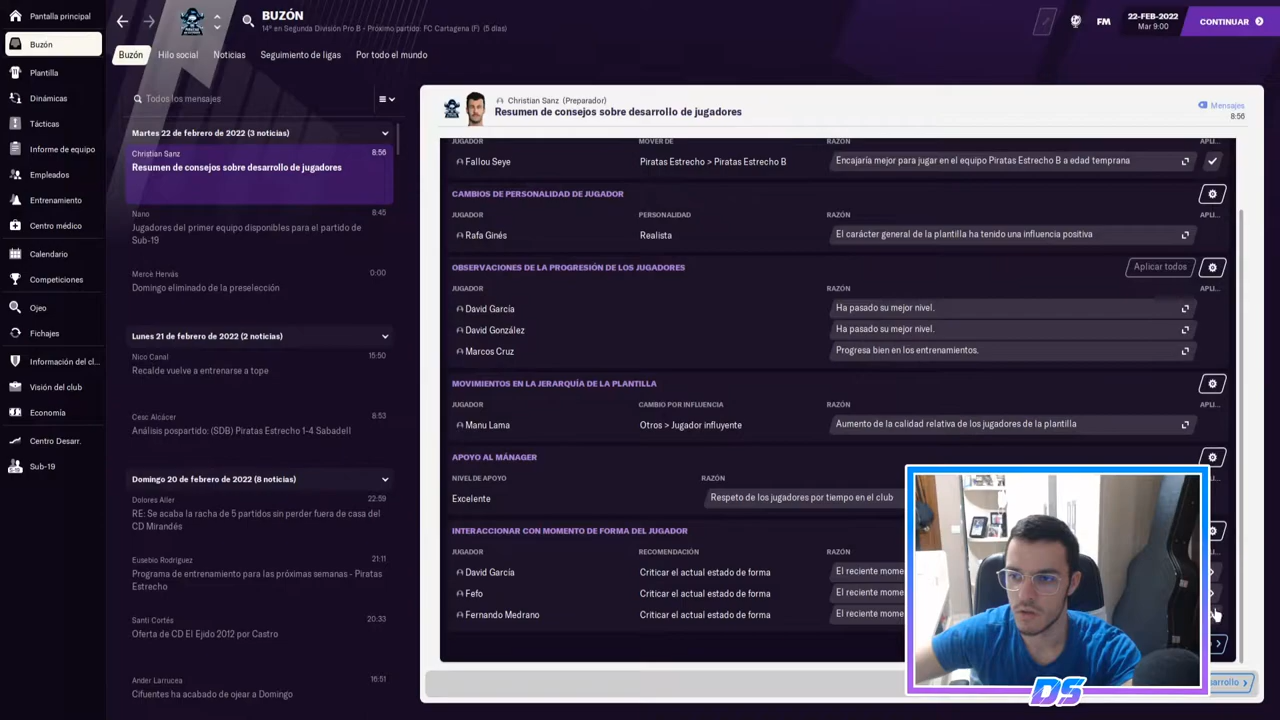 Pantalla principal
BUZÓN
14º en Segunda División Pro B - Próximo partido: FC Cartagena (F) (5 días)
FM
22-FEB-2022
Mar 9:00
CONTINUAR
Buzón
Plantilla
Dinámicas
Tácticas
Informe de equipo
Empleados
Entrenamiento
Centro médico
Calendario
Competiciones
Ojeo
Fichajes
Información del cl...
Visión del club
Economía
Centro Desarr.
Sub-19
Buzón
Hilo social
Noticias
Seguimiento de ligas
Por todo el mundo
Todos los mensajes
Martes 22 de febrero de 2022 (3 noticias)
Christian Sanz
8:56
Resumen de consejos sobre desarrollo de jugadores
Nano
8:45
Jugadores del primer equipo disponibles para el partido de
Sub-19
Mercè Hervás
0:00
Domingo eliminado de la preselección
Lunes 21 de febrero de 2022 (2 noticias)
Nico Canal
15:50
Recalde vuelve a entrenarse a tope
Cesc Alcácer
8:53
Análisis pospartido: (SDB) Piratas Estrecho 1-4 Sabadell
Domingo 20 de febrero de 2022 (8 noticias)
Dolores Aller
22:59
RE: Se acaba la racha de 5 partidos sin perder fuera de casa del
CD Mirandés
Eusebio Rodríguez
21:11
Programa de entrenamiento para las próximas semanas - Piratas
Estrecho
Santi Cortés
20:33
Oferta de CD El Ejido 2012 por Castro
Ander Larrucea
16:51
Cifuentes ha acabado de ojear a Domingo
Christian Sanz (Preparador)
Resumen de consejos sobre desarrollo de jugadores
Mensajes
8:56
JUGADOR MOVER DE RAZÓN APLI...
Fallou Seye Piratas Estrecho > Piratas Estrecho B Encajaría mejor para jugar en el equipo Piratas Estrecho B a edad temprana
CAMBIOS DE PERSONALIDAD DE JUGADOR
JUGADOR PERSONALIDAD RAZÓN APLI...
Rafa Ginés Realista El carácter general de la plantilla ha tenido una influencia positiva
OBSERVACIONES DE LA PROGRESIÓN DE LOS JUGADORES
Aplicar todos
JUGADOR RAZÓN APLI...
David García Ha pasado su mejor nivel.
David González Ha pasado su mejor nivel.
Marcos Cruz Progresa bien en los entrenamientos.
MOVIMIENTOS EN LA JERARQUÍA DE LA PLANTILLA
JUGADOR CAMBIO POR INFLUENCIA RAZÓN APLI...
Manu Lama Otros > Jugador influyente Aumento de la calidad relativa de los jugadores de la plantilla
APOYO AL MÁNAGER
NIVEL DE APOYO RAZÓN
Excelente Respeto de los jugadores por tiempo en el club
INTERACCIONAR CON MOMENTO DE FORMA DEL JUGADOR
JUGADOR RECOMENDACIÓN RAZÓN
David García Criticar el actual estado de forma El reciente mome
Fefo Criticar el actual estado de forma El reciente mome
Fernando Medrano Criticar el actual estado de forma El reciente mome
arrollo
DS